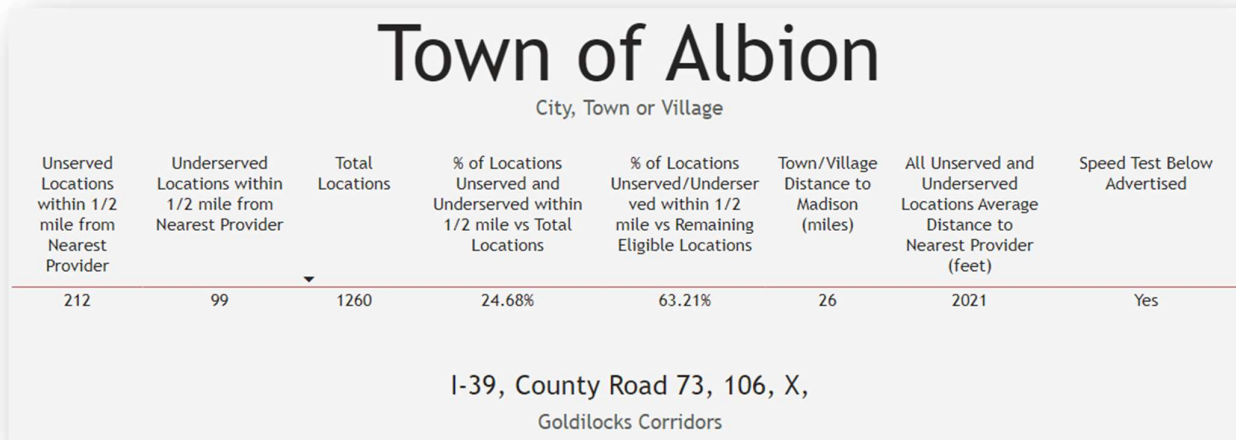 Town of Albion
City, Town or Village
Unserved
Locations
within 1/2
mile from
Nearest
Provider
Underserved
Locations within
1/2 mile from
Nearest Provider
Total
Locations
% of Locations
Unserved and
Underserved within
1/2 mile vs Total
Locations
% of Locations
Unserved/Underser
ved within 1/2
mile vs Remaining
Eligible Locations
Town/Village
Distance to
Madison
(miles)
All Unserved and
Underserved
Locations Average
Distance to
Nearest Provider
(feet)
Speed Test Below
Advertised
212 99 1260 24.68% 63.21% 26 2021 Yes
I-39, County Road 73, 106, X,
Goldilocks Corridors